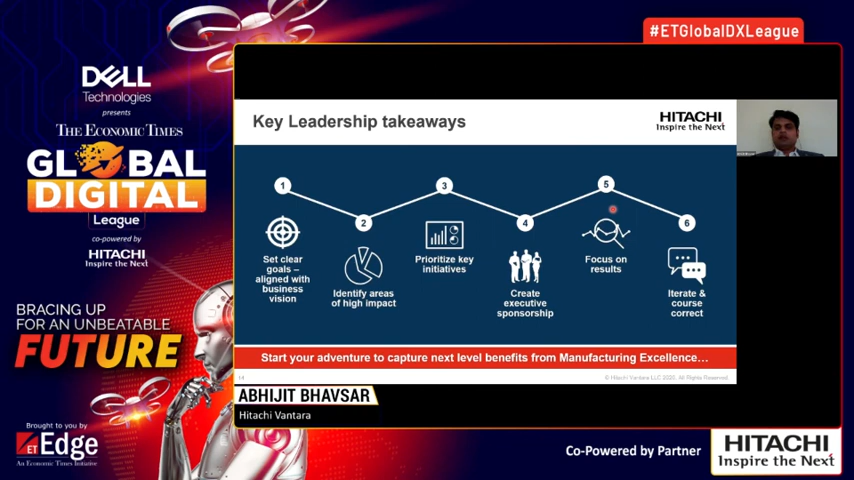 #ETGlobalDXLeague
DELL
Technologies
presents
THE ECONOMIC TIMES
GLOBAL
DIGITAL
League
co-powered by
HITACHI
Inspire the Next
BRACING UP
FOR AN UNBEATABLE
FUTURE
Brought to you by
ET Edge
An Economic Times Initiative
Key Leadership takeaways
HITACHI
Inspire the Next
1
Set clear
goals –
aligned with
business
vision
2
Identify areas
of high impact
3
Prioritize key
initiatives
4
Create
executive
sponsorship
5
Focus on
results
6
Iterate &
course
correct
Start your adventure to capture next level benefits from Manufacturing Excellence...
14
© Hitachi Vantara LLC 2020. All Rights Reserved.
ABHIJIT BHAVSAR
Hitachi Vantara
Co-Powered by Partner
HITACHI
Inspire the Next